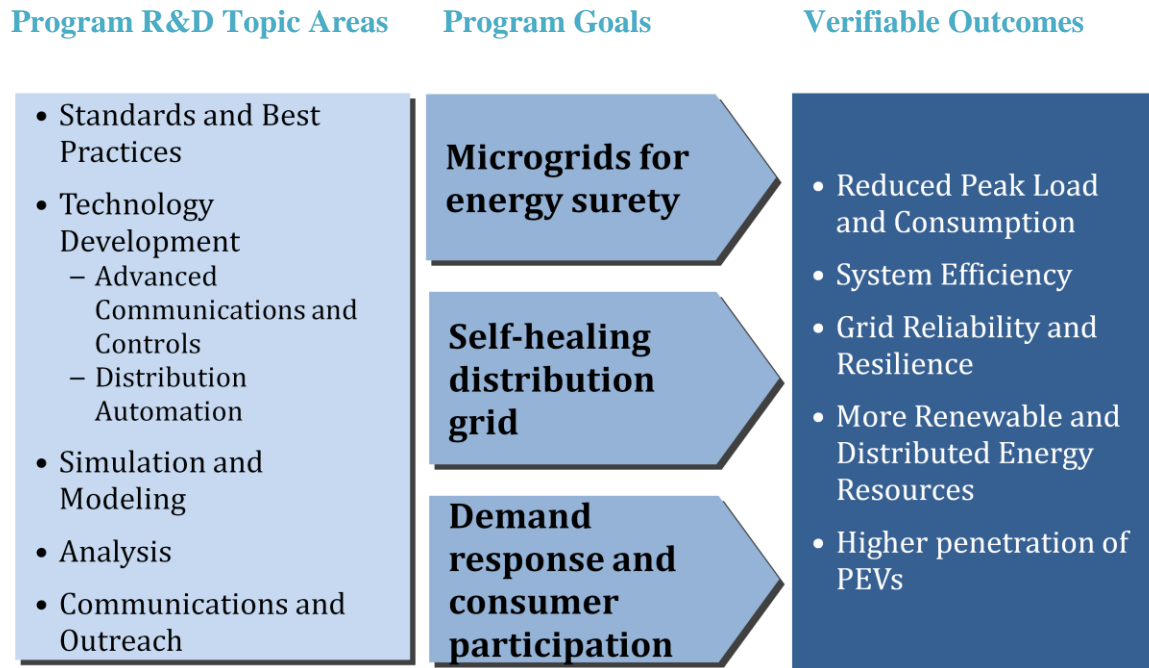 Program R&D Topic Areas
Program Goals
Verifiable Outcomes
• Standards and Best
Practices
• Technology
Development
– Advanced
Communications and
Controls
– Distribution
Automation
• Simulation and
Modeling
• Analysis
• Communications and
Outreach
Microgrids for
energy surety
Self-healing
distribution
grid
Demand
response and
consumer
participation
• Reduced Peak Load
and Consumption
• System Efficiency
• Grid Reliability and
Resilience
• More Renewable and
Distributed Energy
Resources
• Higher penetration of
PEVs